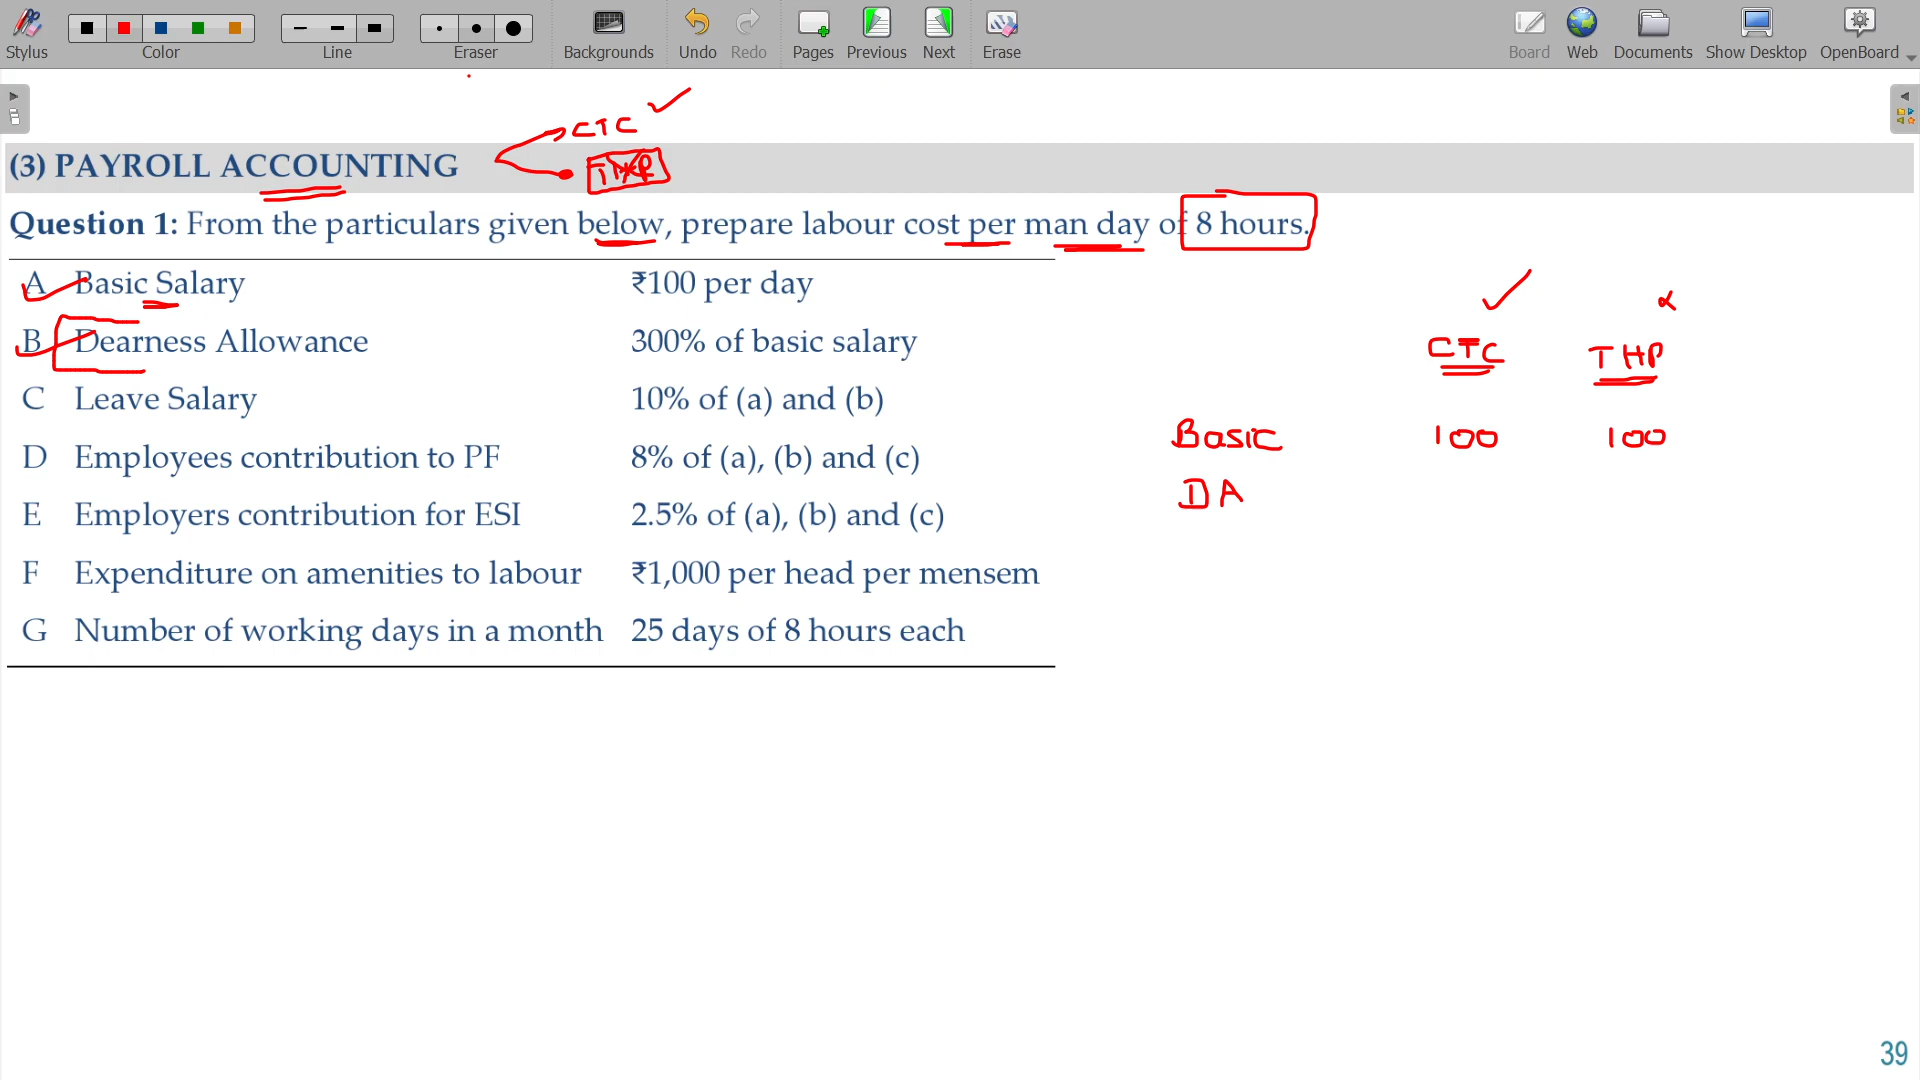 Stylus Color Line Eraser Backgrounds Undo Redo Pages Previous Next Erase Board Web Documents Show Desktop OpenBoard
CTC
(3) PAYROLL ACCOUNTING THP
Question 1: From the particulars given below, prepare labour cost per man day of 8 hours.
A Basic Salary ₹100 per day
B Dearness Allowance 300% of basic salary
CTC THP
C Leave Salary 10% of (a) and (b)
Basic 100 100
D Employees contribution to PF 8% of (a), (b) and (c)
DA
E Employers contribution for ESI 2.5% of (a), (b) and (c)
F Expenditure on amenities to labour ₹1,000 per head per mensem
G Number of working days in a month 25 days of 8 hours each
39